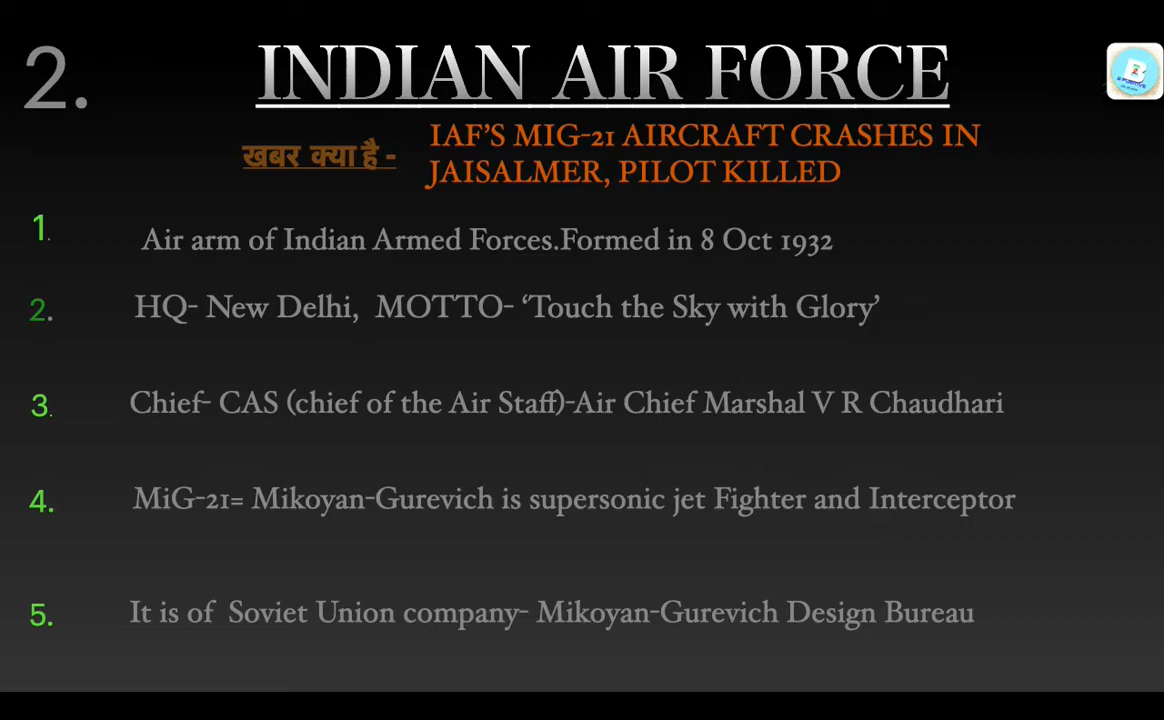 2.
INDIAN AIR FORCE
खबर क्या है -
IAF'S MIG-21 AIRCRAFT CRASHES IN
JAISALMER, PILOT KILLED
1. Air arm of Indian Armed Forces.Formed in 8 Oct 1932
2. HQ- New Delhi, MOTTO- ‘Touch the Sky with Glory’
3. Chief- CAS (chief of the Air Staff)-Air Chief Marshal V R Chaudhari
4. MiG-21= Mikoyan-Gurevich is supersonic jet Fighter and Interceptor
5. It is of Soviet Union company- Mikoyan-Gurevich Design Bureau